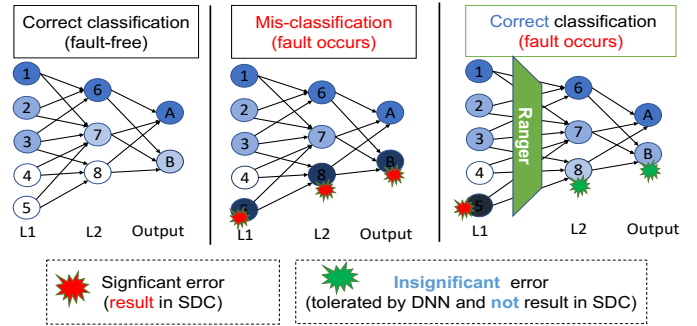 Correct classification
(fault-free)
Mis-classification
(fault occurs)
Correct classification
(fault occurs)
1
2
3
4
5
6
7
8
A
B
L1 L2 Output
1
2
3
4
5
6
7
8
A
B
L1 L2 Output
1
2
3
4
5
Ranger
6
7
8
A
B
L1 L2 Output
Signficant error
(result in SDC)
Insignificant error
(tolerated by DNN and not result in SDC)